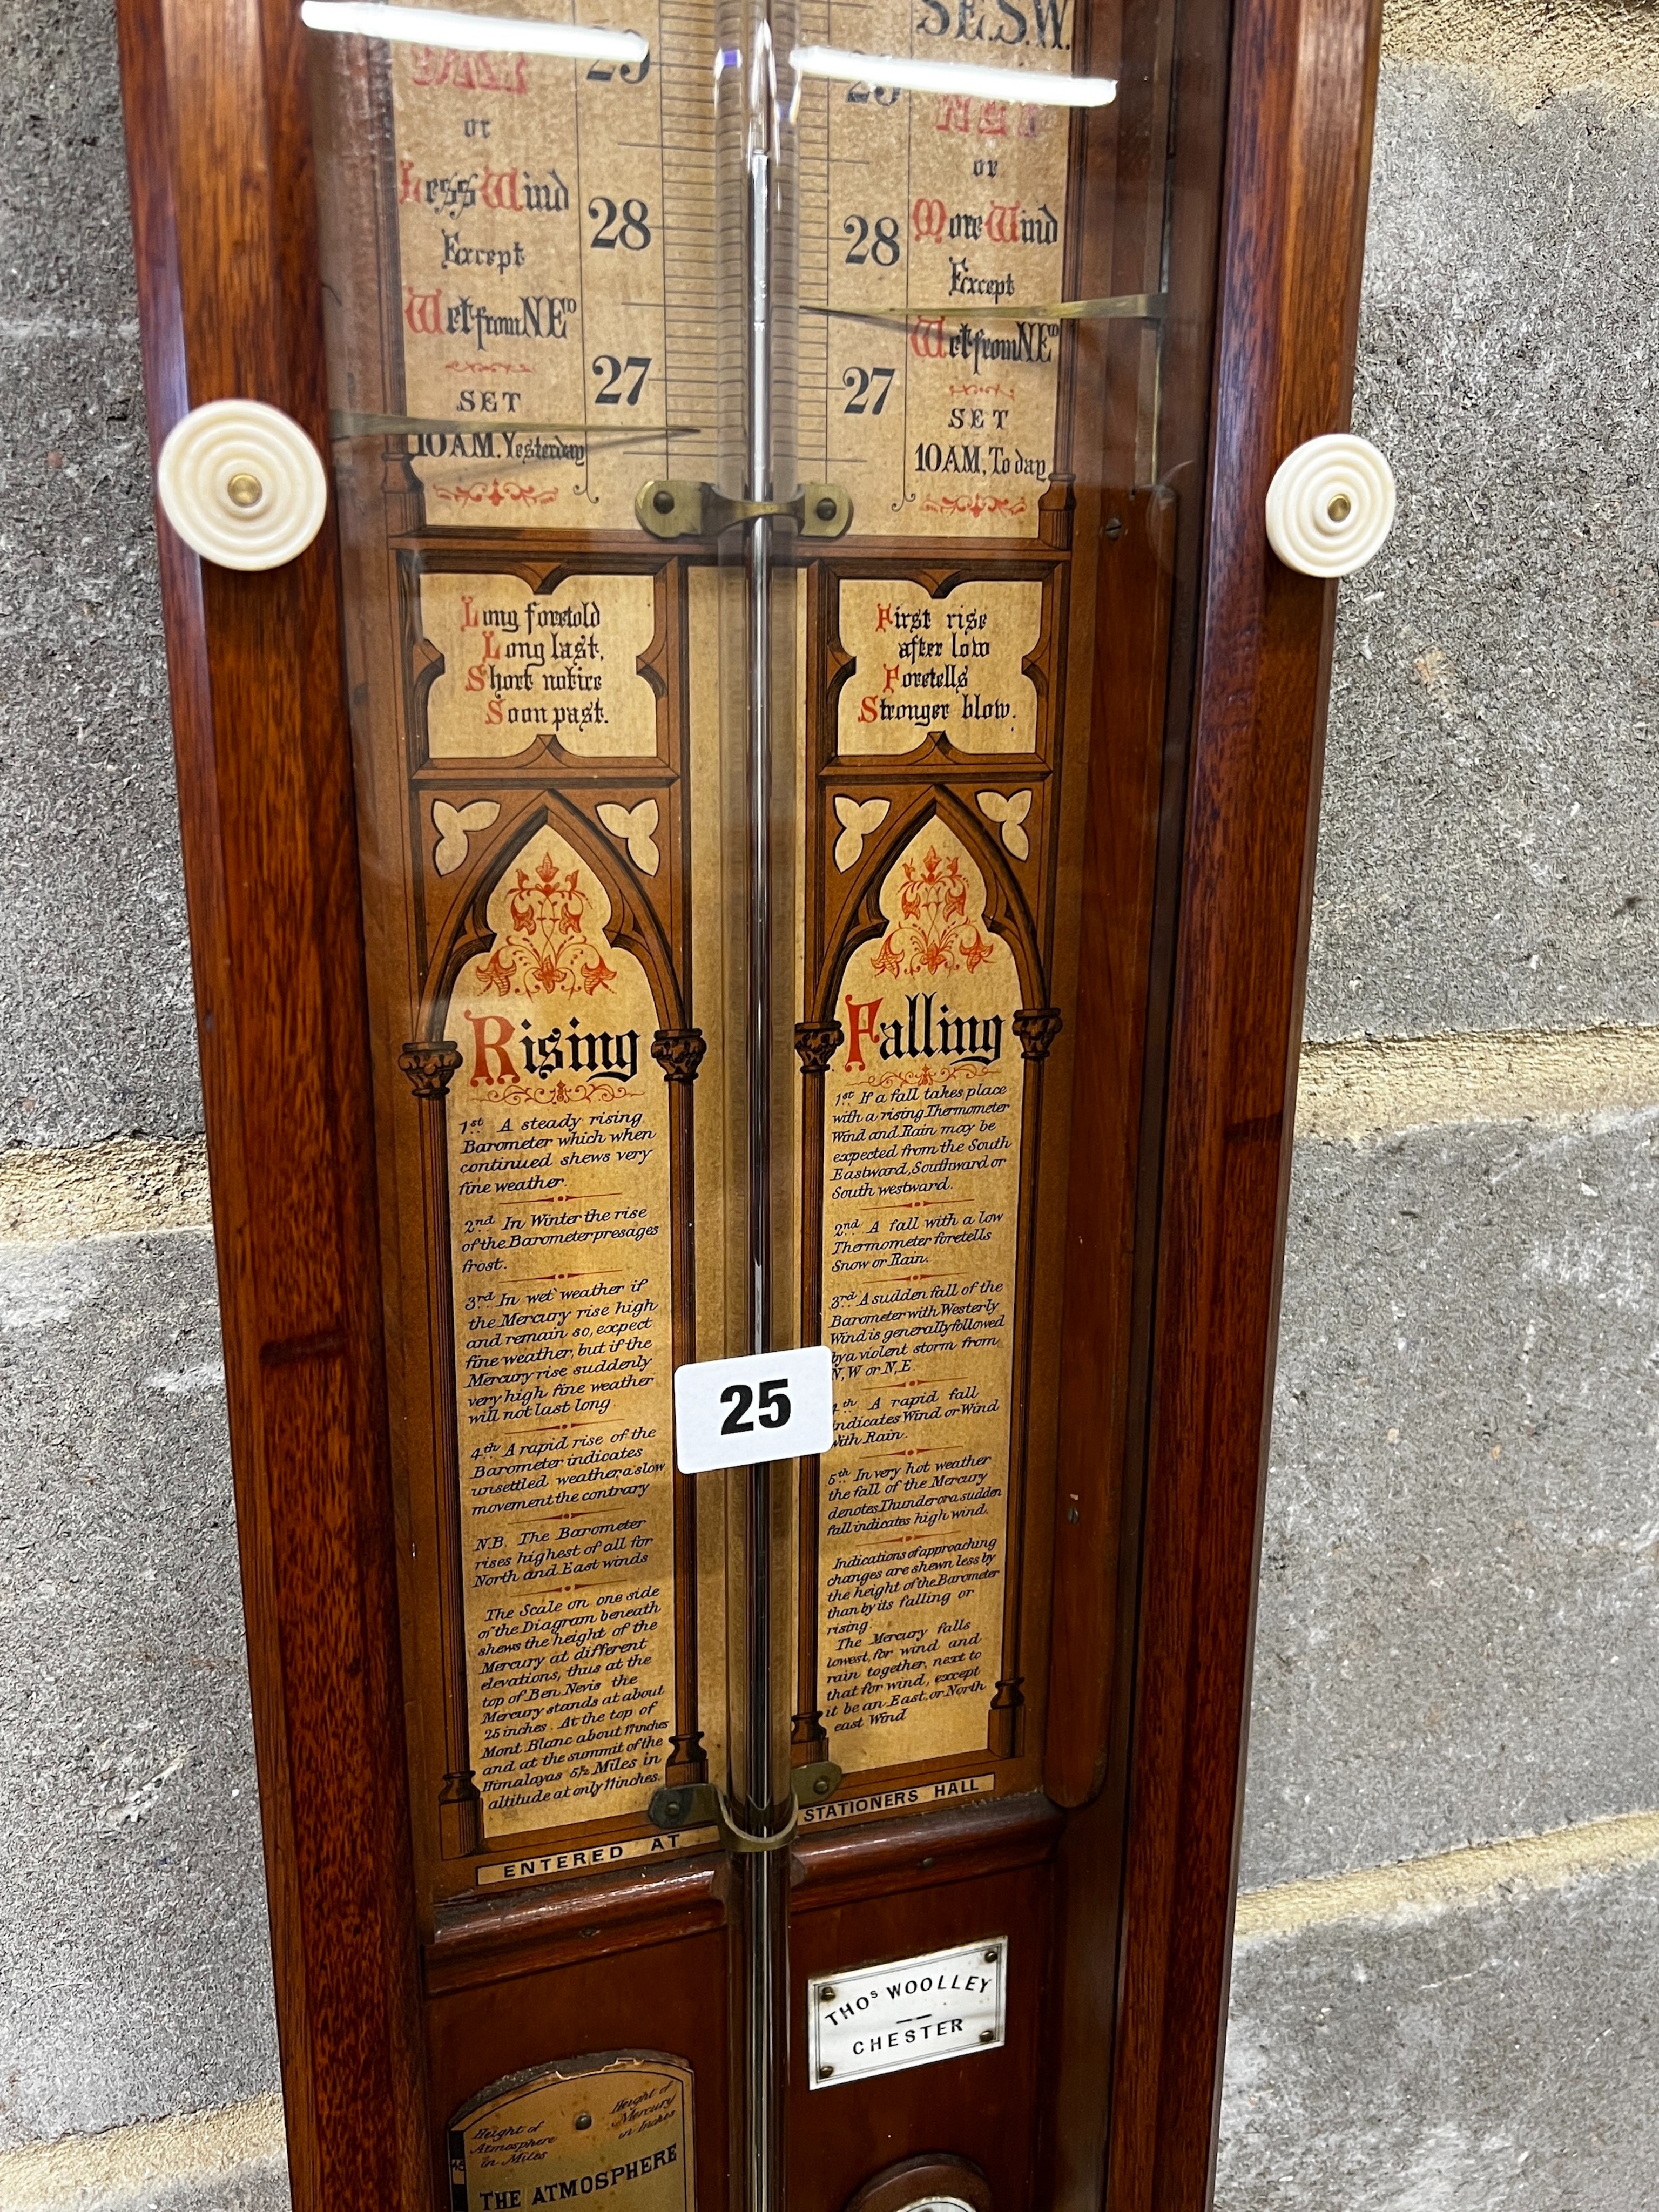 29
or
Less Wind
Except
Wet from NEᴰ
SET
10 AM. Yesterday
28
27
S.E.S.W.
or
More Wind
Except
Wet from NEᴰ
SET
10 AM, To day
28
27
Long foretold
Long last,
Short notice
Soon past.
First rise
after low
Foretells
Stronger blow.
Rising
1st A steady rising
Barometer which when
continued shews very
fine weather.
2nd In Winter the rise
of the Barometer presages
frost.
3rd In wet weather if
the Mercury rise high
and remain so, expect
fine weather, but if the
Mercury rise suddenly
very high fine weather
will not last long
4th A rapid rise of the
Barometer indicates
unsettled weather a slow
movement the contrary
N.B. The Barometer
rises highest of all for
North and East winds
The Scale on one side
of the Diagram beneath
shews the height of the
Mercury at different
elevations, thus at the
top of Ben Nevis the
Mercury stands at about
25 inches. At the top of
Mont Blanc about 17 inches
and at the summit of the
Himalayas 5½ Miles in
altitude at only 11 inches.
Falling
1st If a fall takes place
with a rising Thermometer
Wind and Rain may be
expected from the South
Eastward, Southward or
South westward.
2nd A fall with a low
Thermometer foretells
Snow or Rain.
3rd A sudden fall of the
Barometer with Westerly
Wind is generally followed
by a violent storm from
N, W or N, E.
4th A rapid fall
indicates Wind or Wind
with Rain.
5th In very hot weather
the fall of the Mercury
denotes Thunder or a sudden
fall indicates high wind.
Indications of approaching
changes are shewn less by
the height of the Barometer
than by its falling or
rising.
The Mercury falls
lowest, for wind and
rain together, next to
that for wind, except
it be an East, or North
east Wind
25
ENTERED AT STATIONERS HALL
THOˢ WOOLLEY
CHESTER
Height of
Atmosphere
in Miles
Height of
Mercury
in Inches
THE ATMOSPHERE